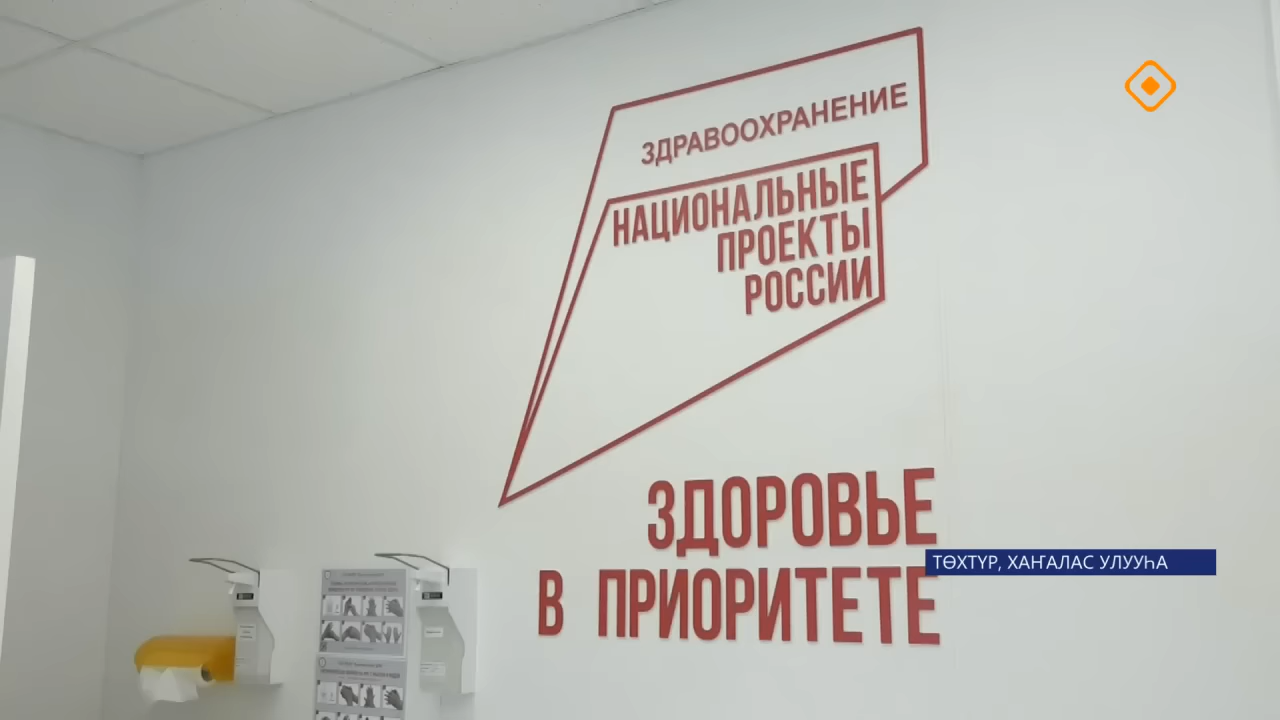 ЗДРАВООХРАНЕНИЕ
НАЦИОНАЛЬНЫЕ
ПРОЕКТЫ
РОССИИ
ЗДОРОВЬЕ
В ПРИОРИТЕТЕ
ТӨХТҮР, ХАҤАЛАС УЛУУҺА